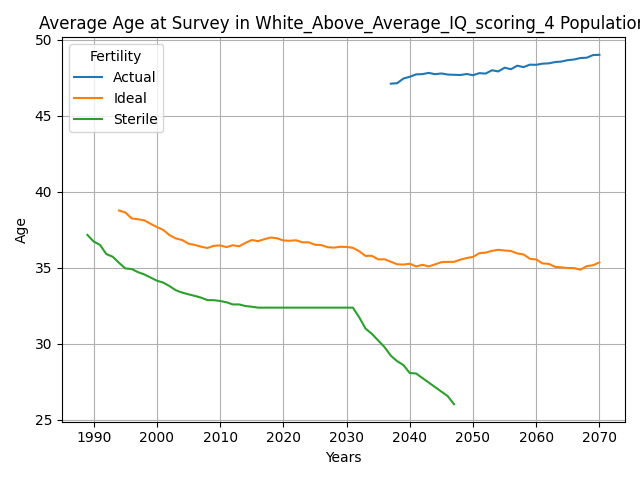 Average Age at Survey in White_Above_Average_IQ_scoring_4 Population
Fertility
Actual
Ideal
Sterile
50
45
40
35
30
25
Age
1990 2000 2010 2020 2030 2040 2050 2060 2070
Years